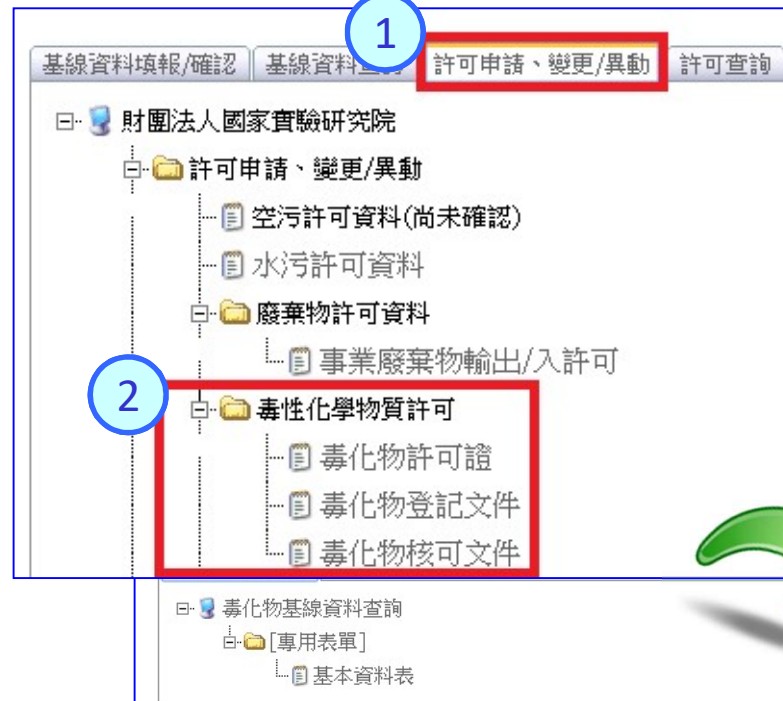 1
基線資料填報/確認 基線資料 許可申請、變更/異動 許可查詢
財團法人國家實驗研究院
許可申請、變更/異動
空污許可資料(尚未確認)
水污許可資料
廢棄物許可資料
事業廢棄物輸出/入許可
2
毒性化學物質許可
毒化物許可證
毒化物登記文件
毒化物核可文件
毒化物基線資料查詢
[專用表單]
基本資料表